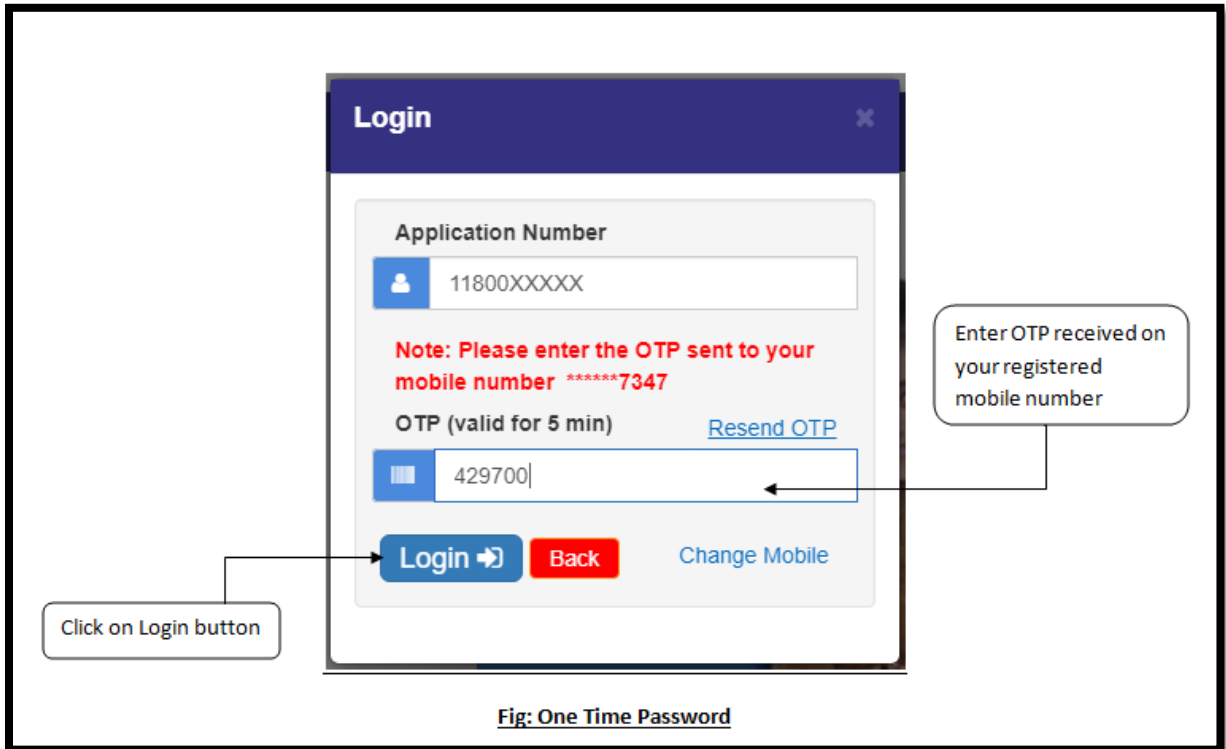 Login
Application Number
11800XXXXX
Note: Please enter the OTP sent to your
mobile number ******7347
OTP (valid for 5 min)
Resend OTP
429700
Login
Back
Change Mobile
Enter OTP received on
your registered
mobile number
Click on Login button
Fig: One Time Password